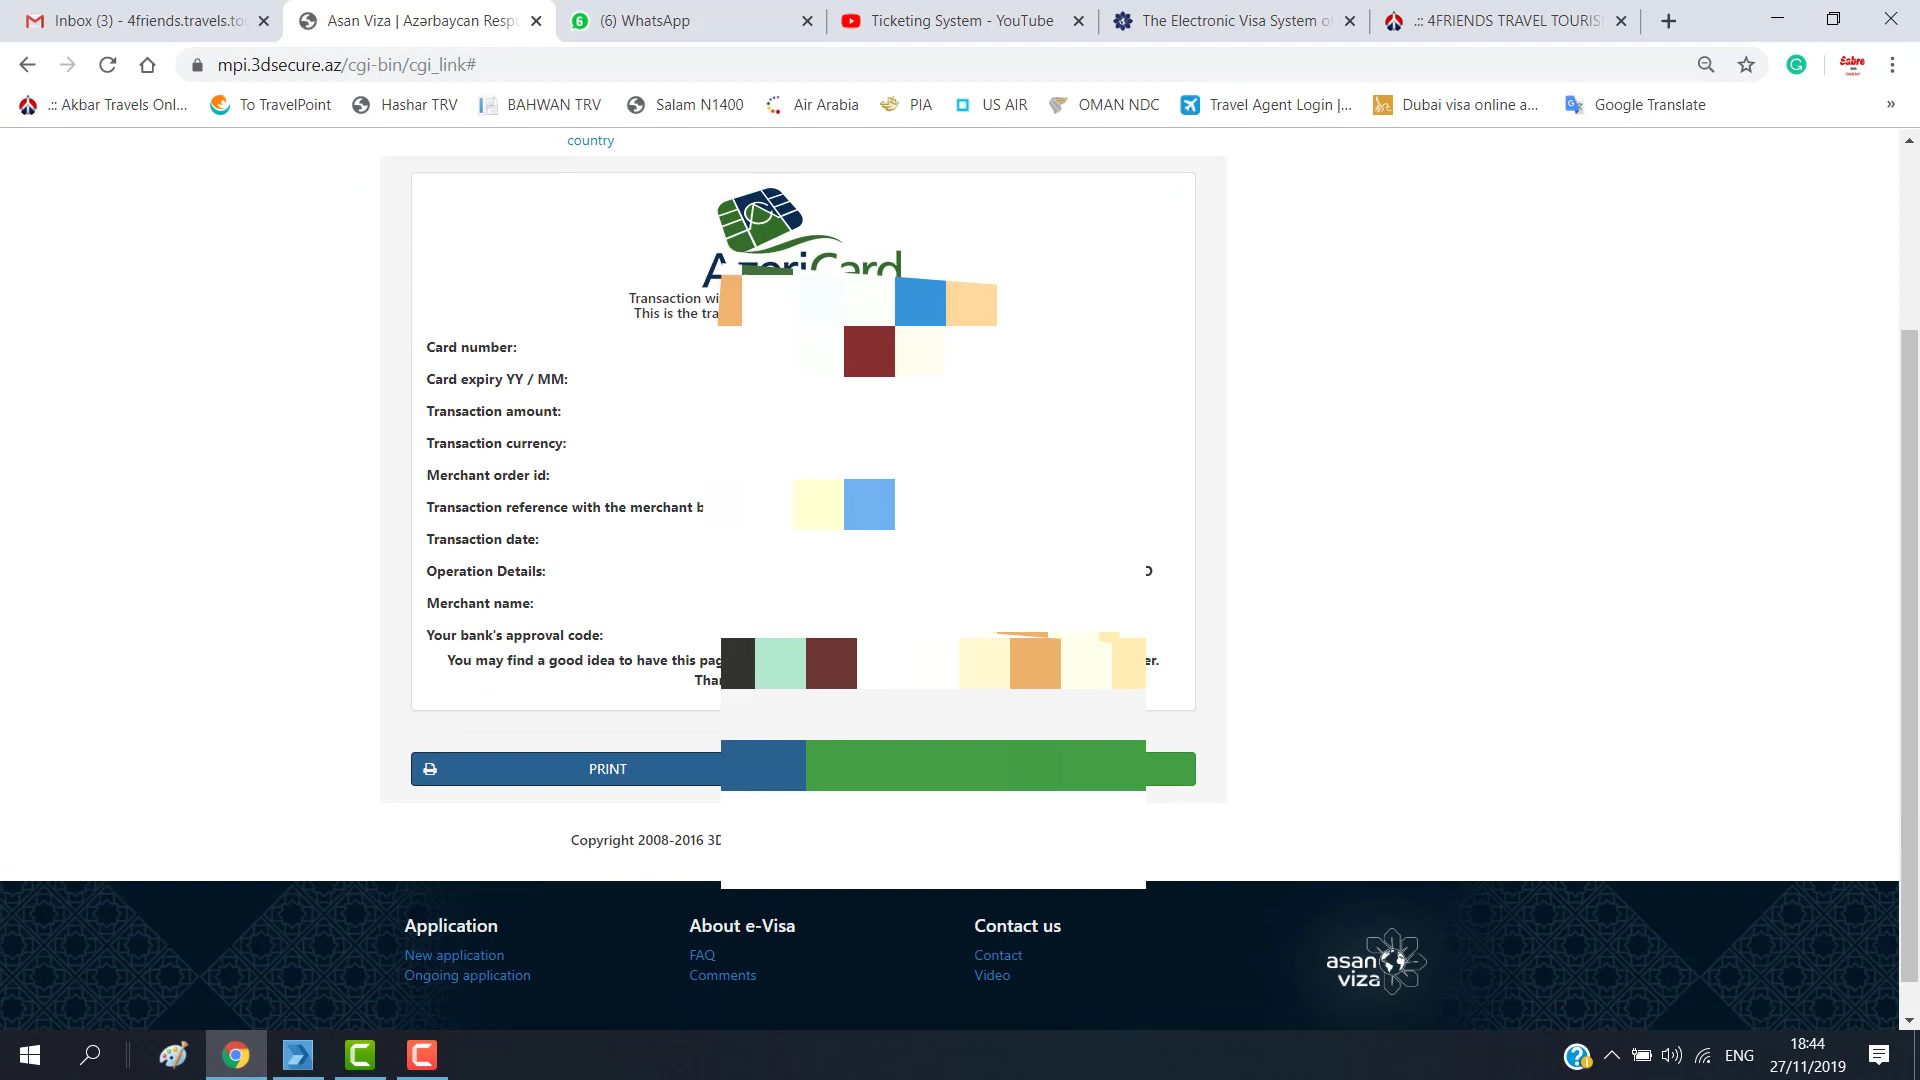 Inbox (3) - 4friends.travels.to
Asan Viza | Azərbaycan Respu
(6) WhatsApp
Ticketing System - YouTube
The Electronic Visa System o
.:: 4FRIENDS TRAVEL TOURIS
mpi.3dsecure.az/cgi-bin/cgi_link#
Sabre
.:: Akbar Travels Onl...
To TravelPoint
Hashar TRV
BAHWAN TRV
Salam N1400
Air Arabia
PIA
US AIR
OMAN NDC
Travel Agent Login |...
Dubai visa online a...
Google Translate
»
country
AzeriCard
Transaction wi
This is the tra
Card number:
Card expiry YY / MM:
Transaction amount:
Transaction currency:
Merchant order id:
Transaction reference with the merchant b
Transaction date:
Operation Details:
Merchant name:
Your bank's approval code:
You may find a good idea to have this pag er.
Than
PRINT
Copyright 2008-2016 3D
Application
New application
Ongoing application
About e-Visa
FAQ
Comments
Contact us
Contact
Video
asan
viza
ENG
18:44
27/11/2019